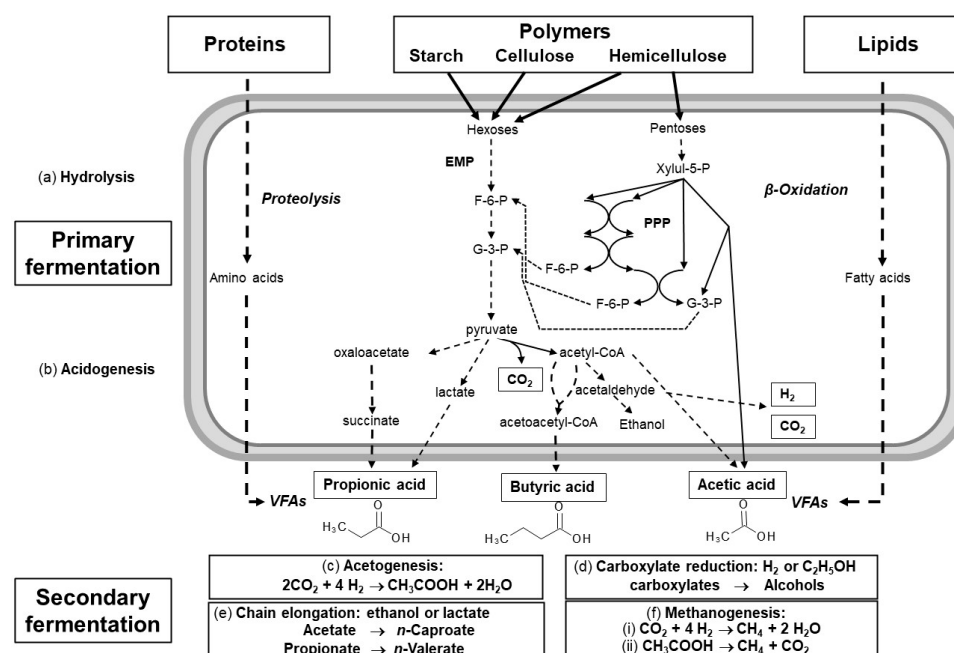 Proteins
Polymers
Starch Cellulose Hemicellulose
Lipids
Hexoses
Pentoses
EMP
Xylul-5-P
(a) Hydrolysis
Proteolysis
β-Oxidation
F-6-P
PPP
Primary
fermentation
G-3-P
Amino acids
F-6-P
Fatty acids
F-6-P
G-3-P
pyruvate
oxaloacetate
acetyl-CoA
(b) Acidogenesis
CO2
lactate
acetaldehyde
H2
succinate
acetoacetyl-CoA
Ethanol
CO2
Propionic acid
Butyric acid
Acetic acid
VFAs
VFAs
O
H3C
OH
O
H3C
OH
O
H3C
OH
Secondary
fermentation
(c) Acetogenesis:
2CO2 + 4 H2 → CH3COOH + 2H2O
(d) Carboxylate reduction: H2 or C2H5OH
carboxylates → Alcohols
(e) Chain elongation: ethanol or lactate
Acetate → n-Caproate
Propionate → n-Valerate
(f) Methanogenesis:
(i) CO2 + 4 H2 → CH4 + 2 H2O
(ii) CH3COOH → CH4 + CO2